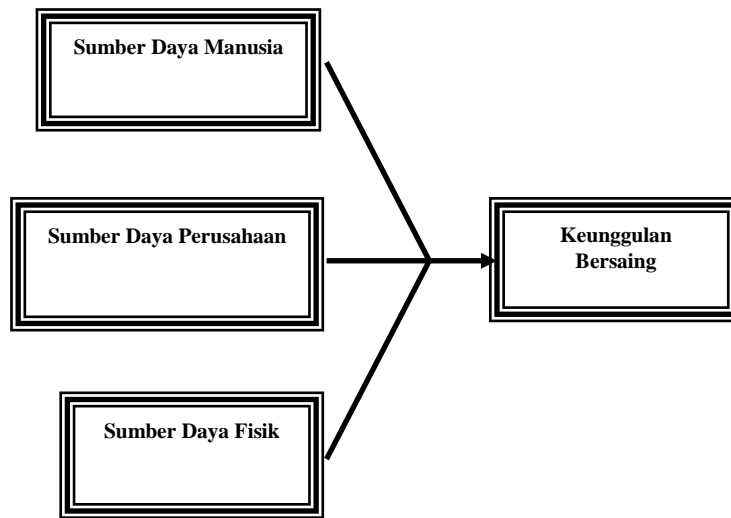 Sumber Daya Manusia
Sumber Daya Perusahaan
Keunggulan
Bersaing
Sumber Daya Fisik